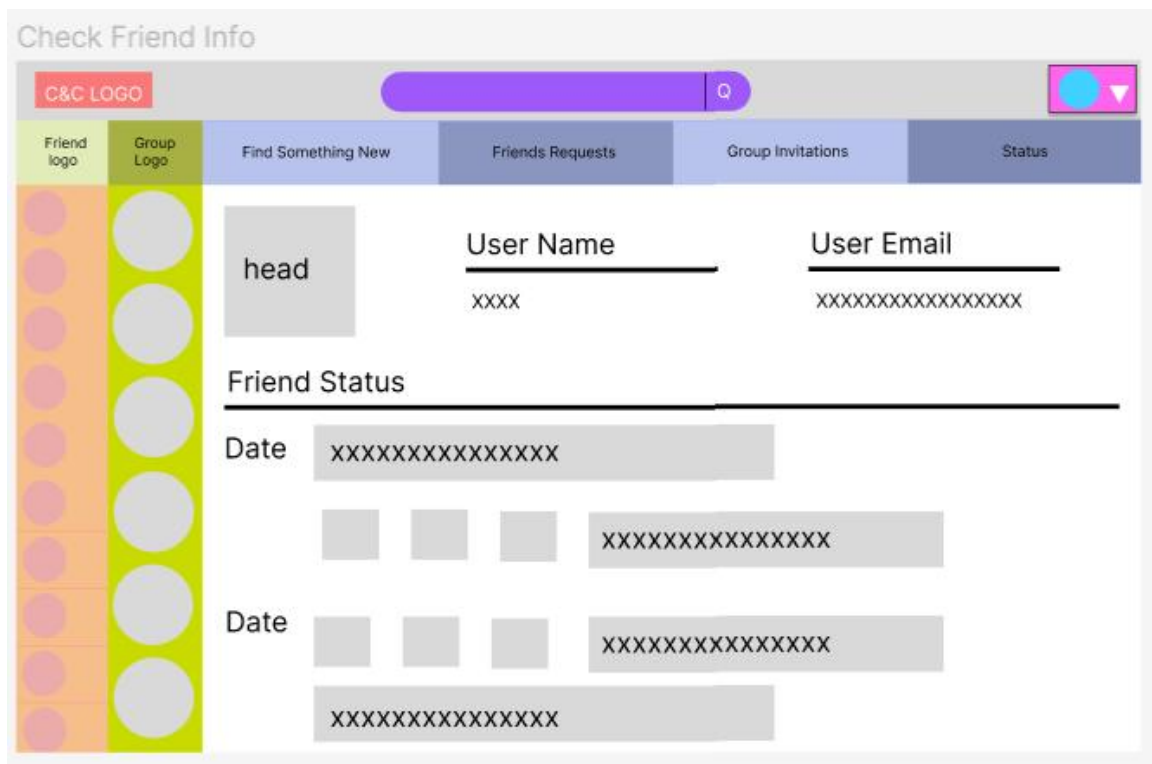 Check Friend Info
C&C LOGO
Q
Friend
logo
Group
Logo
Find Something New
Friends Requests
Group Invitations
Status
head
User Name
User Email
xxxx
xxxxxxxxxxxxxxxxx
Friend Status
Date
xxxxxxxxxxxxxxx
xxxxxxxxxxxxxxx
Date
xxxxxxxxxxxxxxx
xxxxxxxxxxxxxxx